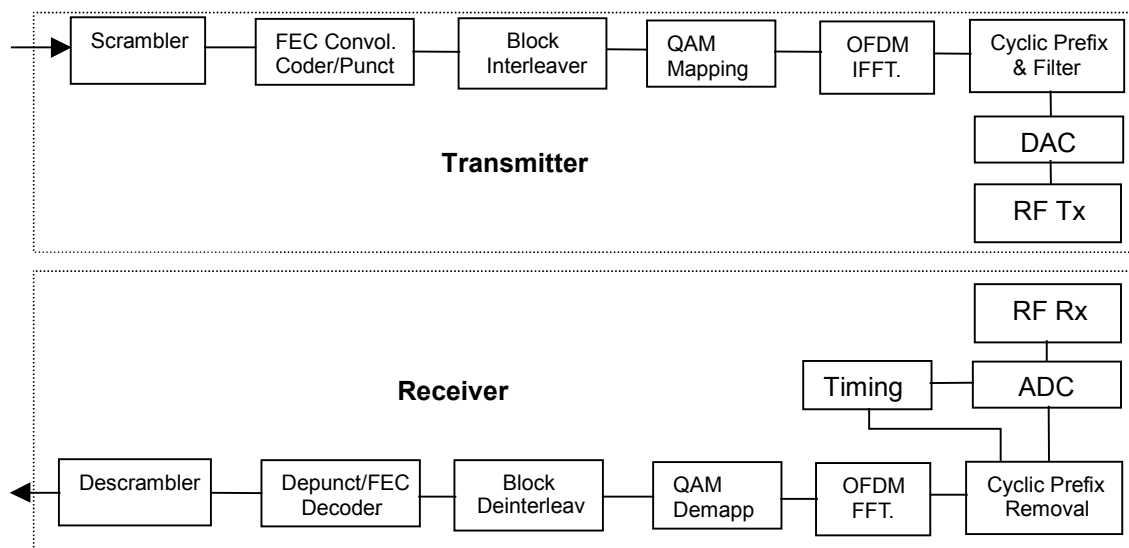 Scrambler
FEC Convol.
Coder/Punct
Block
Interleaver
QAM
Mapping
OFDM
IFFT.
Cyclic Prefix
& Filter
DAC
RF Tx
Transmitter
RF Rx
ADC
Timing
Receiver
Descrambler
Depunct/FEC
Decoder
Block
Deinterleav
QAM
Demapp
OFDM
FFT.
Cyclic Prefix
Removal